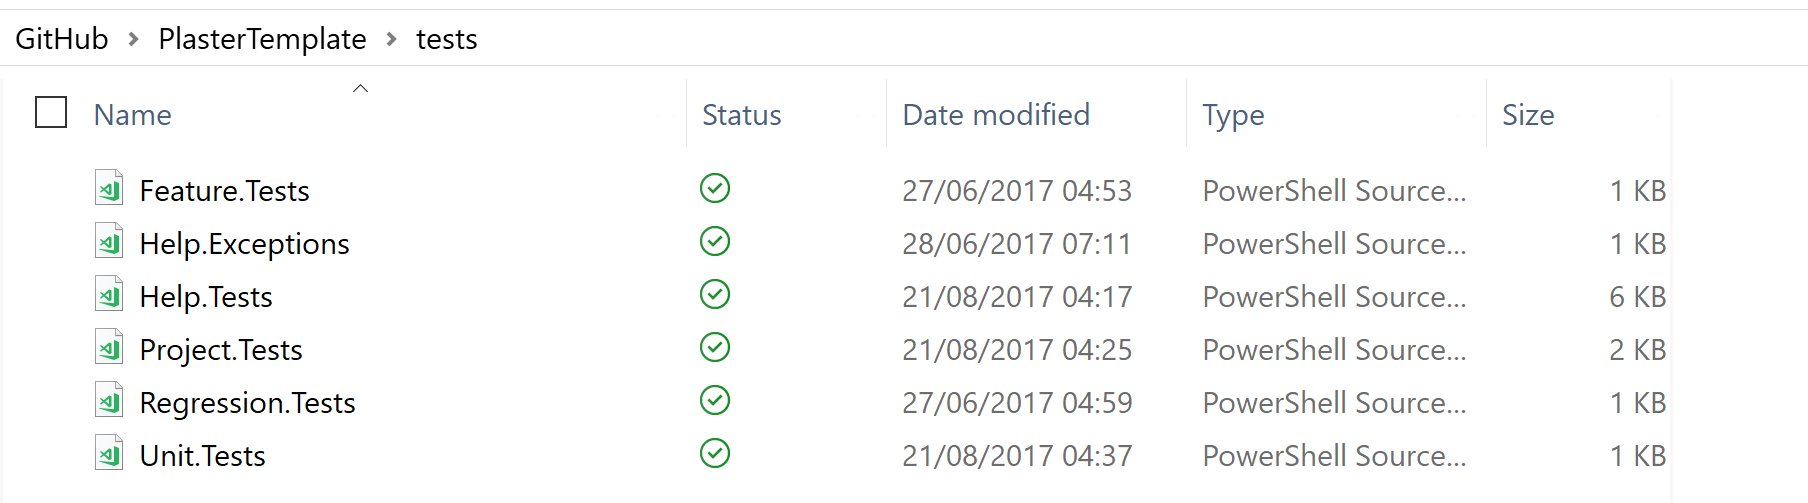 GitHub > PlasterTemplate > tests
Name Status Date modified Type Size
Feature.Tests 27/06/2017 04:53 PowerShell Source... 1 KB
Help.Exceptions 28/06/2017 07:11 PowerShell Source... 1 KB
Help.Tests 21/08/2017 04:17 PowerShell Source... 6 KB
Project.Tests 21/08/2017 04:25 PowerShell Source... 2 KB
Regression.Tests 27/06/2017 04:59 PowerShell Source... 1 KB
Unit.Tests 21/08/2017 04:37 PowerShell Source... 1 KB